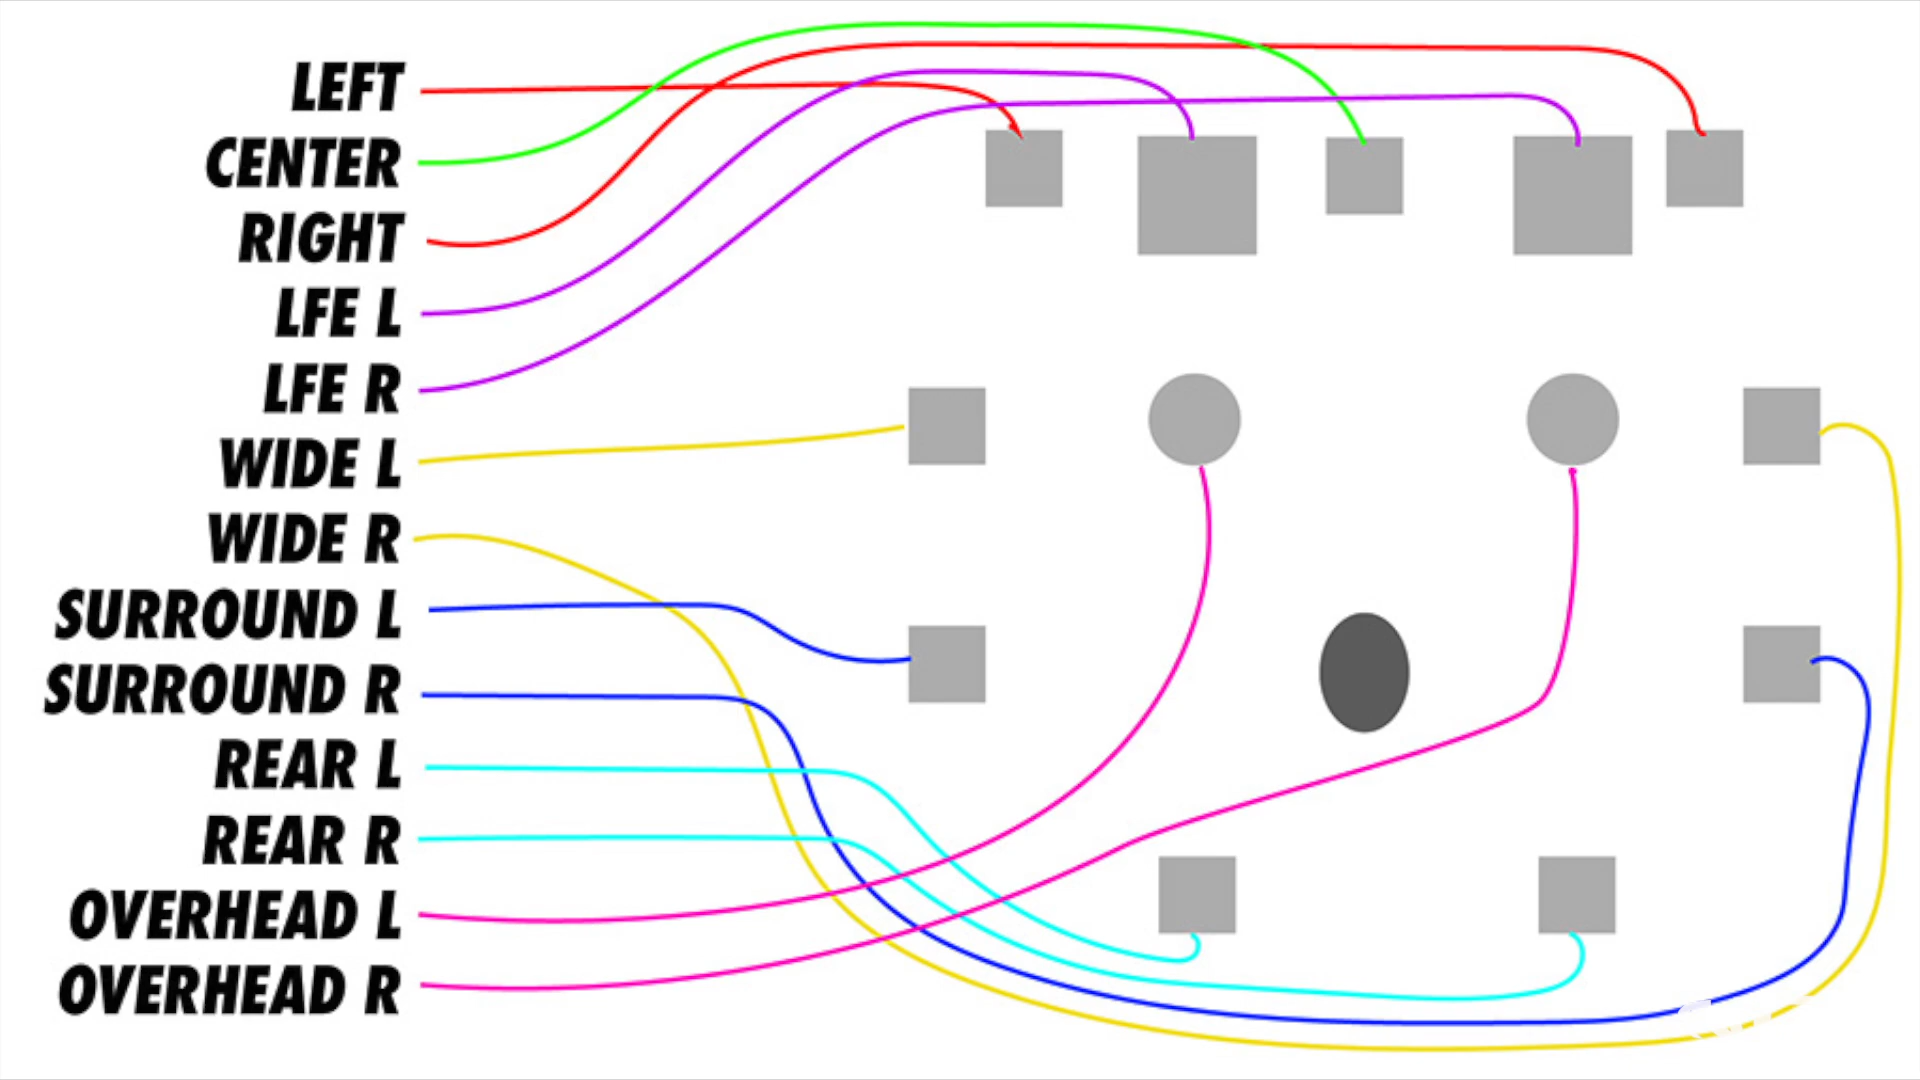 LEFT
CENTER
RIGHT
LFE L
LFE R
WIDE L
WIDE R
SURROUND L
SURROUND R
REAR L
REAR R
OVERHEAD L
OVERHEAD R